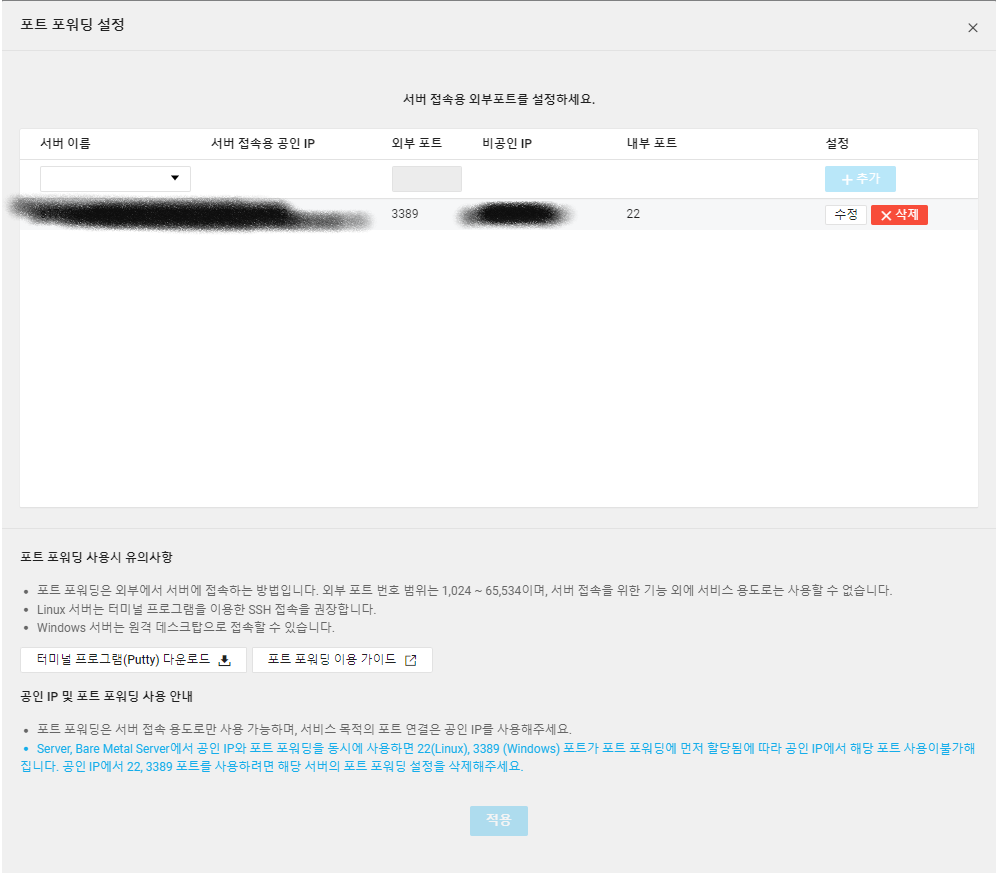 포트 포워딩 설정
서버 접속용 외부포트를 설정하세요.
서버 이름 서버 접속용 공인 IP 외부 포트 비공인 IP 내부 포트 설정
추가
3389 22 수정 삭제
포트 포워딩 사용시 유의사항
• 포트 포워딩은 외부에서 서버에 접속하는 방법입니다. 외부 포트 번호 범위는 1,024 ~ 65,534이며, 서버 접속을 위한 기능 외에 서비스 용도로는 사용할 수 없습니다.
• Linux 서버는 터미널 프로그램을 이용한 SSH 접속을 권장합니다.
• Windows 서버는 원격 데스크탑으로 접속할 수 있습니다.
터미널 프로그램(Putty) 다운로드 포트 포워딩 이용 가이드
공인 IP 및 포트 포워딩 사용 안내
• 포트 포워딩은 서버 접속 용도로만 사용 가능하며, 서비스 목적의 포트 연결은 공인 IP를 사용해주세요.
• Server, Bare Metal Server에서 공인 IP와 포트 포워딩을 동시에 사용하면 22(Linux), 3389 (Windows) 포트가 포트 포워딩에 먼저 할당됨에 따라 공인 IP에서 해당 포트 사용이불가해
집니다. 공인 IP에서 22, 3389 포트를 사용하려면 해당 서버의 포트 포워딩 설정을 삭제해주세요.
적용